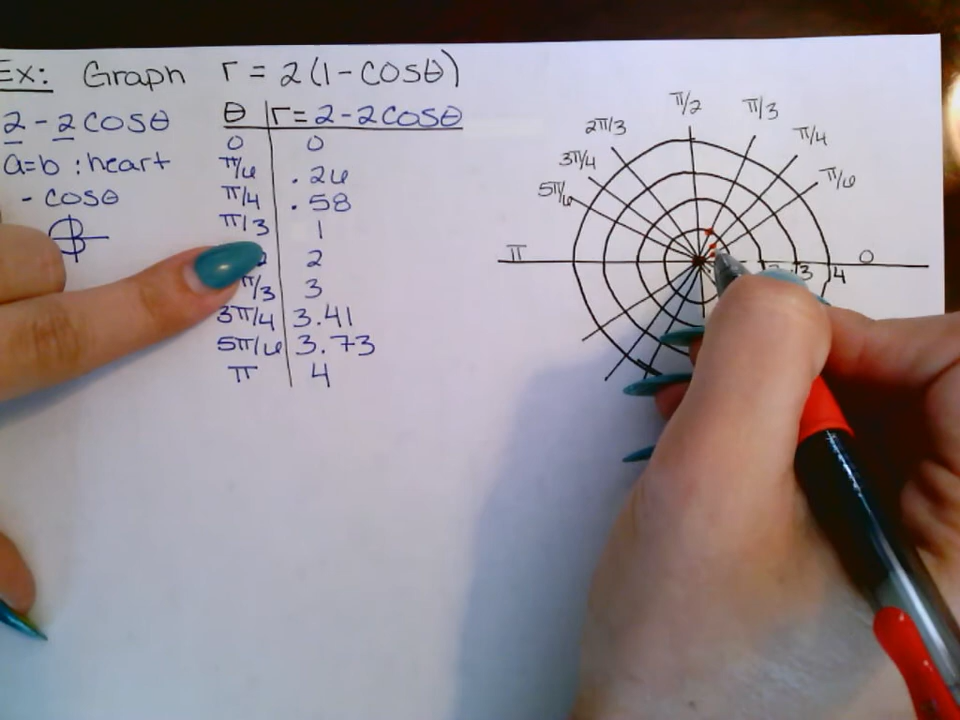 Ex: Graph r = 2(1 - cosθ)
2 - 2cosθ
a=b : heart
- cosθ
θ r = 2 - 2cosθ
0 0
π/6 .26
π/4 .58
π/3 1
2 2
π/3 3
3π/4 3.41
5π/6 3.73
π 4
π/2
π/3
2π/3
π/4
3π/4
π/6
5π/6
π
0
3 4